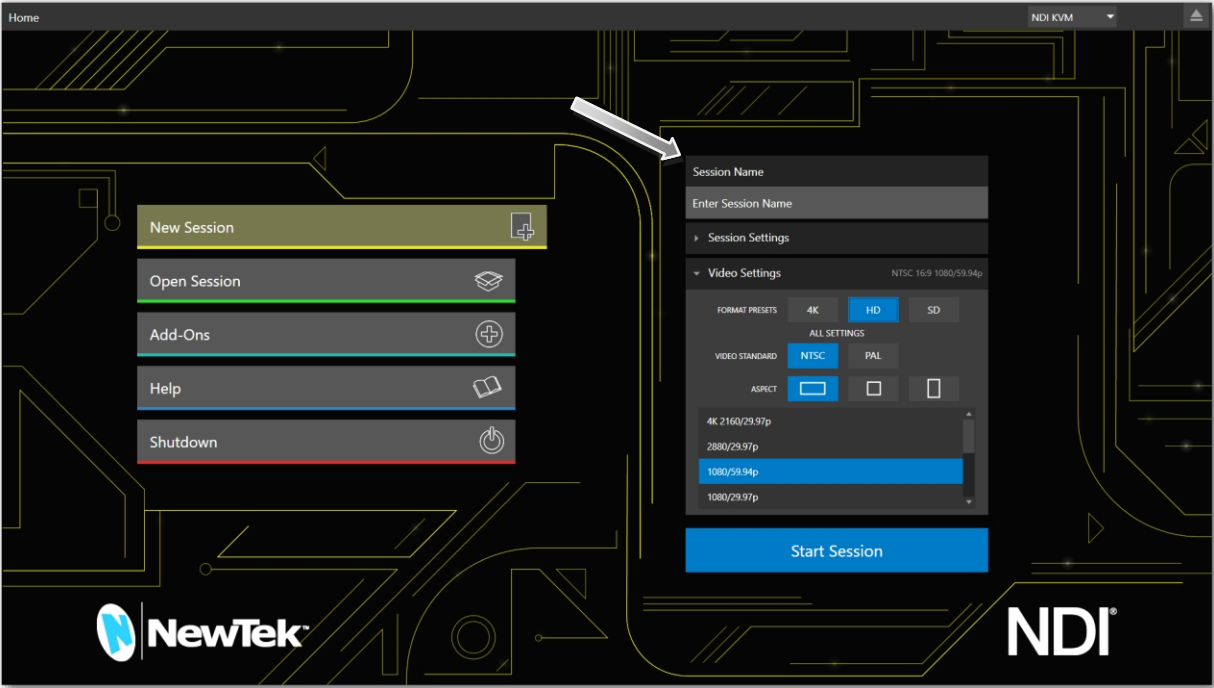 Home
NDI KVM
New Session
Open Session
Add-Ons
Help
Shutdown
Session Name
Enter Session Name
Session Settings
Video Settings NTSC 16:9 1080/59.94p
FORMAT PRESETS 4K HD SD
ALL SETTINGS
VIDEO STANDARD NTSC PAL
ASPECT
4K 2160/29.97p
2880/29.97p
1080/59.94p
1080/29.97p
Start Session
N NewTek™
NDI®